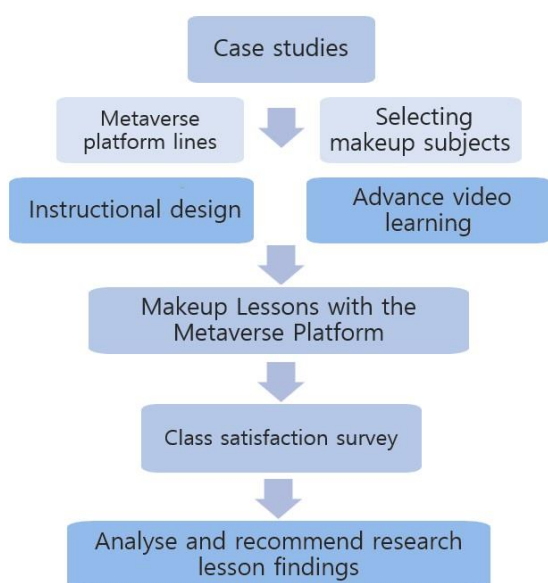 Case studies
Metaverse
platform lines
Selecting
makeup subjects
Instructional design
Advance video
learning
Makeup Lessons with the
Metaverse Platform
Class satisfaction survey
Analyse and recommend research
lesson findings